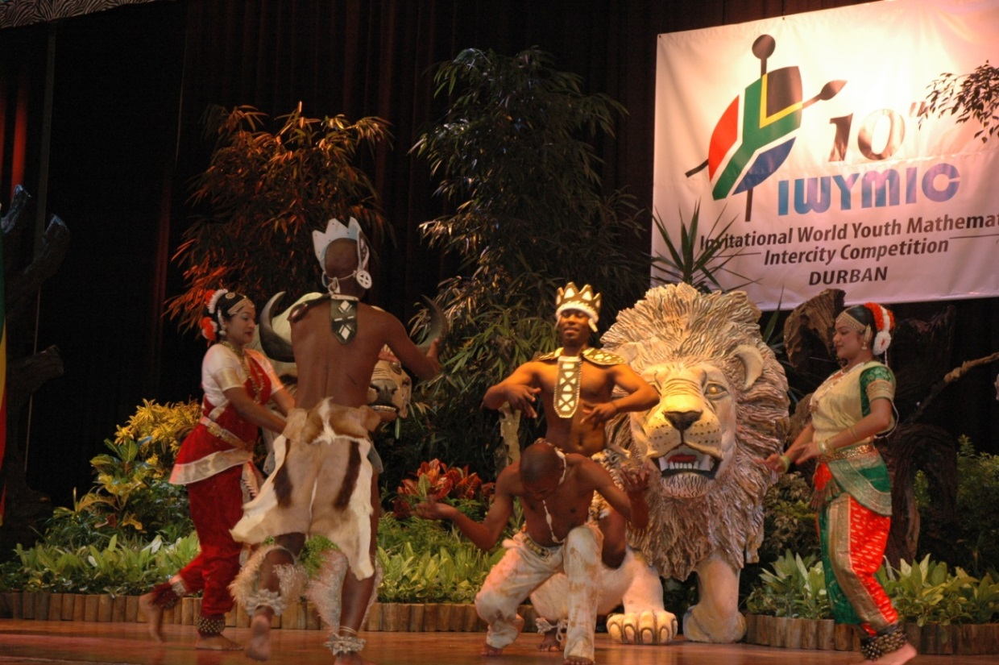 10th
IWYMIC
Invitational World Youth Mathemat
Intercity Competition
DURBAN